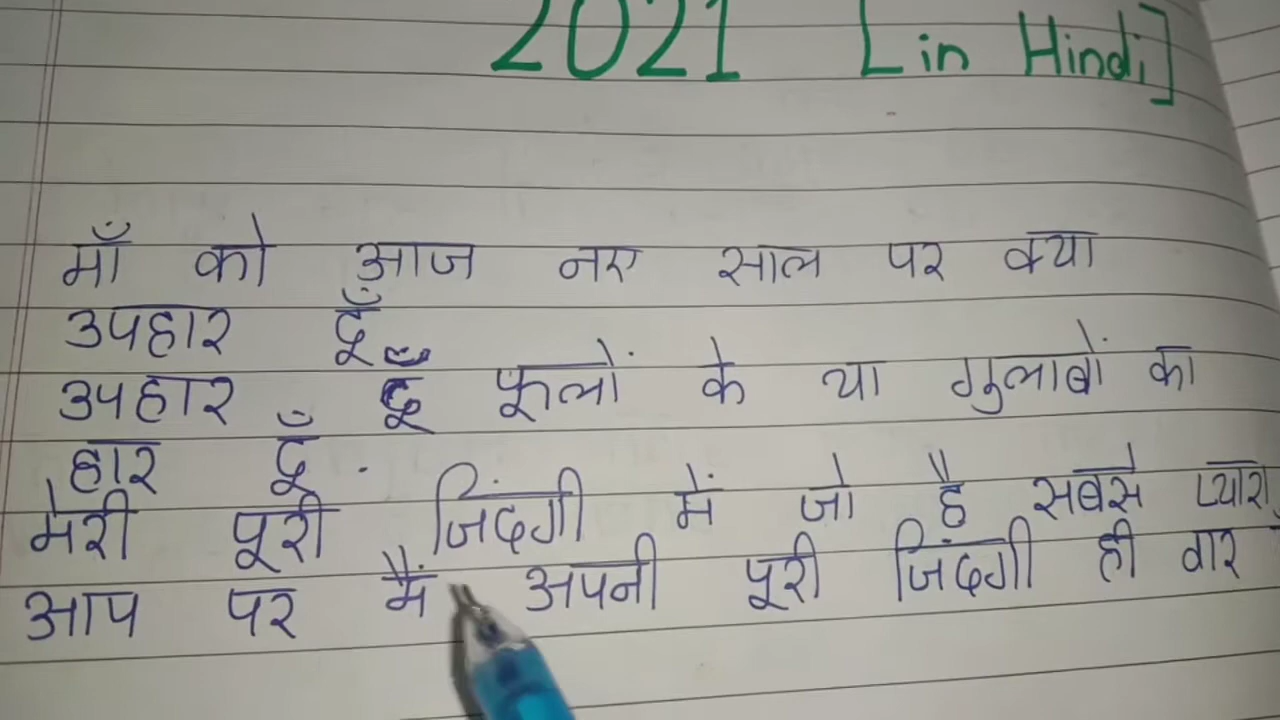 2021 [in Hindi]
माँ को आज नए साल पर क्या
उपहार दूँ
उपहार दूँ फूलों के या गुलाबों का
हार दूँ .
मेरी पूरी जिंदगी में जो है सबसे प्यारा
आप पर मैं अपनी पूरी जिंदगी ही वार